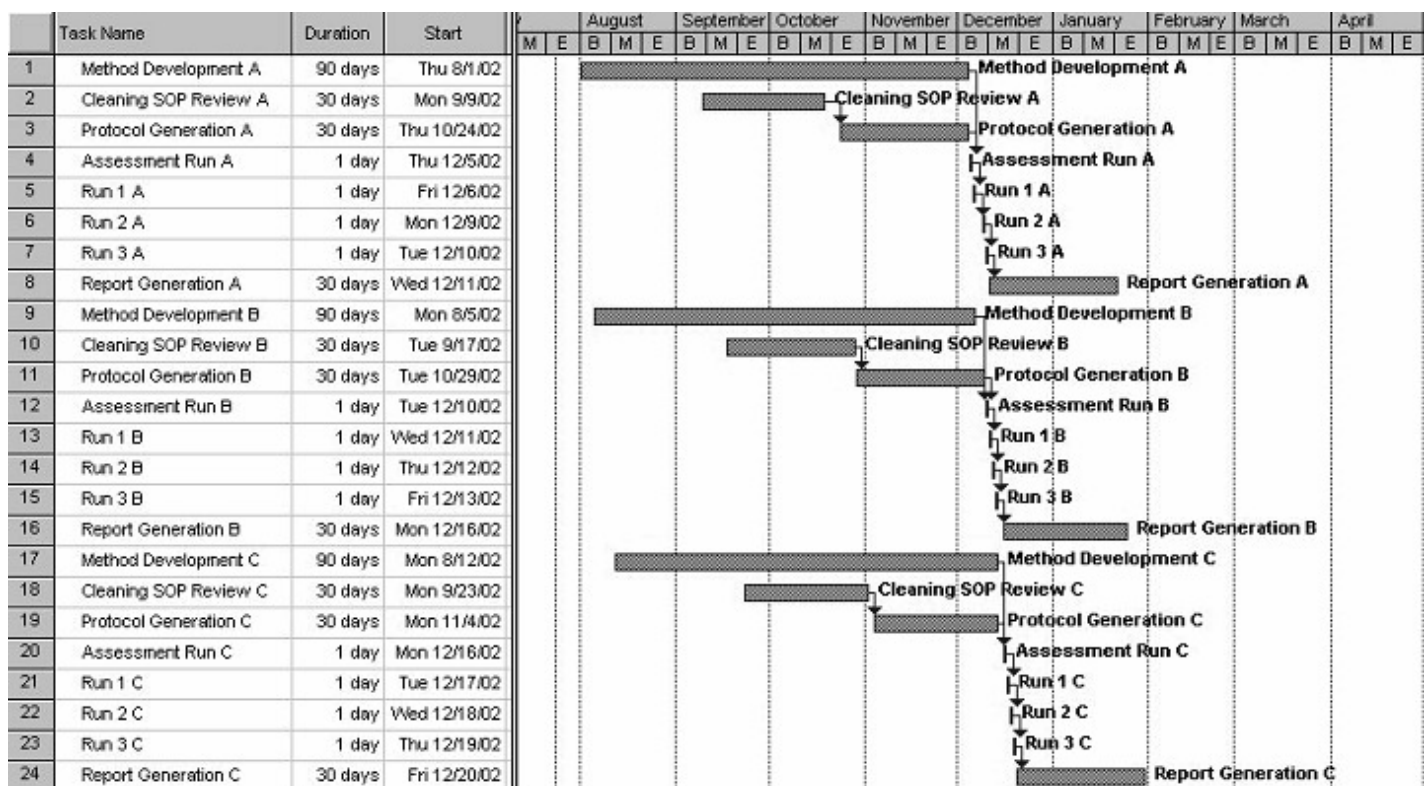 Task Name Duration Start August September October November December January February March April
M E B M E B M E B M E B M E B M E B M E B M E B M E B M E
1 Method Development A 90 days Thu 8/1/02 Method Development A
2 Cleaning SOP Review A 30 days Mon 9/9/02 Cleaning SOP Review A
3 Protocol Generation A 30 days Thu 10/24/02 Protocol Generation A
4 Assessment Run A 1 day Thu 12/5/02 Assessment Run A
5 Run 1 A 1 day Fri 12/6/02 Run 1 A
6 Run 2 A 1 day Mon 12/9/02 Run 2 A
7 Run 3 A 1 day Tue 12/10/02 Run 3 A
8 Report Generation A 30 days Wed 12/11/02 Report Generation A
9 Method Development B 90 days Mon 8/5/02 Method Development B
10 Cleaning SOP Review B 30 days Tue 9/17/02 Cleaning SOP Review B
11 Protocol Generation B 30 days Tue 10/29/02 Protocol Generation B
12 Assessment Run B 1 day Tue 12/10/02 Assessment Run B
13 Run 1 B 1 day Wed 12/11/02 Run 1 B
14 Run 2 B 1 day Thu 12/12/02 Run 2 B
15 Run 3 B 1 day Fri 12/13/02 Run 3 B
16 Report Generation B 30 days Mon 12/16/02 Report Generation B
17 Method Development C 90 days Mon 8/12/02 Method Development C
18 Cleaning SOP Review C 30 days Mon 9/23/02 Cleaning SOP Review C
19 Protocol Generation C 30 days Mon 11/4/02 Protocol Generation C
20 Assessment Run C 1 day Mon 12/16/02 Assessment Run C
21 Run 1 C 1 day Tue 12/17/02 Run 1 C
22 Run 2 C 1 day Wed 12/18/02 Run 2 C
23 Run 3 C 1 day Thu 12/19/02 Run 3 C
24 Report Generation C 30 days Fri 12/20/02 Report Generation C